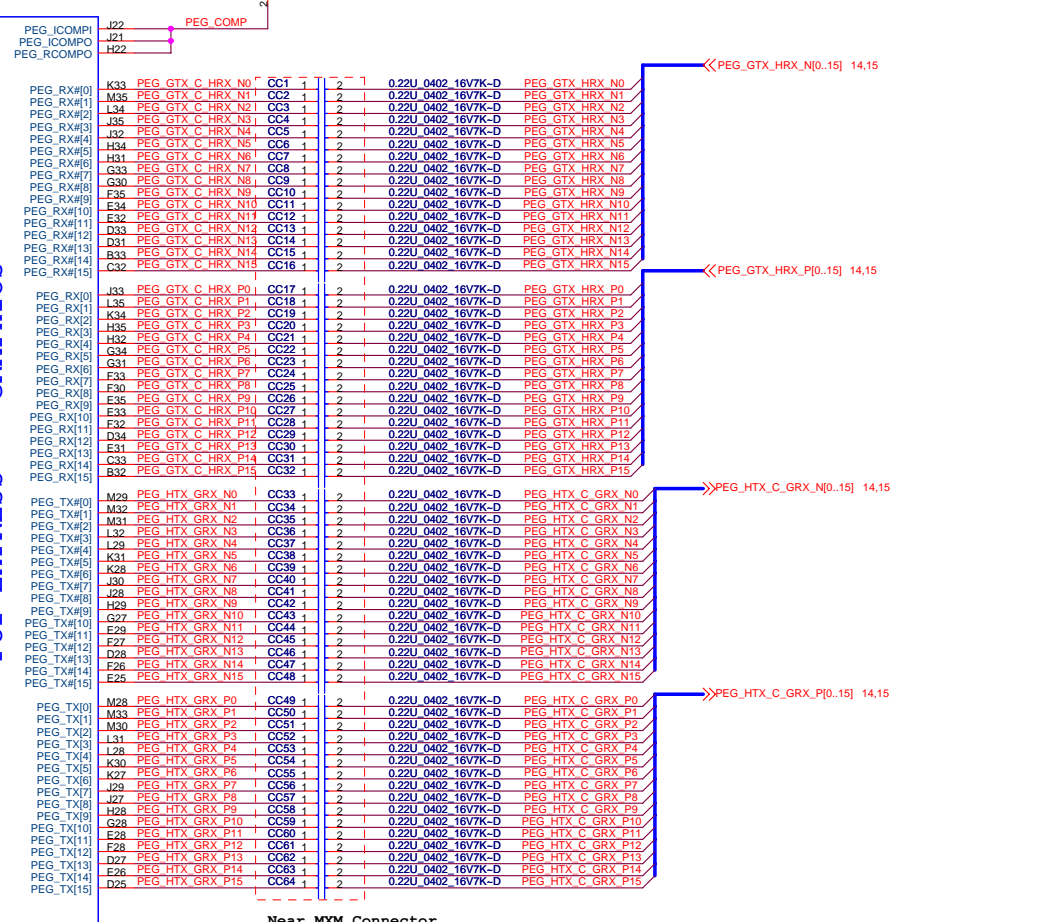 2
PEG_ICOMPI J22 PEG_COMP
PEG_ICOMPO J21
PEG_RCOMPO H22
PEG_GTX_HRX_N[0..15] 14,15
PEG_RX#[0] K33 PEG_GTX_C_HRX_N0 CC1 1 2 0.22U_0402_16V7K~D PEG_GTX_HRX_N0
PEG_RX#[1] M35 PEG_GTX_C_HRX_N1 CC2 1 2 0.22U_0402_16V7K~D PEG_GTX_HRX_N1
PEG_RX#[2] L34 PEG_GTX_C_HRX_N2 CC3 1 2 0.22U_0402_16V7K~D PEG_GTX_HRX_N2
PEG_RX#[3] J35 PEG_GTX_C_HRX_N3 CC4 1 2 0.22U_0402_16V7K~D PEG_GTX_HRX_N3
PEG_RX#[4] J32 PEG_GTX_C_HRX_N4 CC5 1 2 0.22U_0402_16V7K~D PEG_GTX_HRX_N4
PEG_RX#[5] H34 PEG_GTX_C_HRX_N5 CC6 1 2 0.22U_0402_16V7K~D PEG_GTX_HRX_N5
PEG_RX#[6] H31 PEG_GTX_C_HRX_N6 CC7 1 2 0.22U_0402_16V7K~D PEG_GTX_HRX_N6
PEG_RX#[7] G33 PEG_GTX_C_HRX_N7 CC8 1 2 0.22U_0402_16V7K~D PEG_GTX_HRX_N7
PEG_RX#[8] G30 PEG_GTX_C_HRX_N8 CC9 1 2 0.22U_0402_16V7K~D PEG_GTX_HRX_N8
PEG_RX#[9] F35 PEG_GTX_C_HRX_N9 CC10 1 2 0.22U_0402_16V7K~D PEG_GTX_HRX_N9
PEG_RX#[10] E34 PEG_GTX_C_HRX_N10 CC11 1 2 0.22U_0402_16V7K~D PEG_GTX_HRX_N10
PEG_RX#[11] E32 PEG_GTX_C_HRX_N11 CC12 1 2 0.22U_0402_16V7K~D PEG_GTX_HRX_N11
PEG_RX#[12] D33 PEG_GTX_C_HRX_N12 CC13 1 2 0.22U_0402_16V7K~D PEG_GTX_HRX_N12
PEG_RX#[13] D31 PEG_GTX_C_HRX_N13 CC14 1 2 0.22U_0402_16V7K~D PEG_GTX_HRX_N13
PEG_RX#[14] B33 PEG_GTX_C_HRX_N14 CC15 1 2 0.22U_0402_16V7K~D PEG_GTX_HRX_N14
PEG_RX#[15] C32 PEG_GTX_C_HRX_N15 CC16 1 2 0.22U_0402_16V7K~D PEG_GTX_HRX_N15
PEG_GTX_HRX_P[0..15] 14,15
PEG_RX[0] J33 PEG_GTX_C_HRX_P0 CC17 1 2 0.22U_0402_16V7K~D PEG_GTX_HRX_P0
PEG_RX[1] L35 PEG_GTX_C_HRX_P1 CC18 1 2 0.22U_0402_16V7K~D PEG_GTX_HRX_P1
PEG_RX[2] K34 PEG_GTX_C_HRX_P2 CC19 1 2 0.22U_0402_16V7K~D PEG_GTX_HRX_P2
PEG_RX[3] H35 PEG_GTX_C_HRX_P3 CC20 1 2 0.22U_0402_16V7K~D PEG_GTX_HRX_P3
PEG_RX[4] H32 PEG_GTX_C_HRX_P4 CC21 1 2 0.22U_0402_16V7K~D PEG_GTX_HRX_P4
PEG_RX[5] G34 PEG_GTX_C_HRX_P5 CC22 1 2 0.22U_0402_16V7K~D PEG_GTX_HRX_P5
PEG_RX[6] G31 PEG_GTX_C_HRX_P6 CC23 1 2 0.22U_0402_16V7K~D PEG_GTX_HRX_P6
PEG_RX[7] F33 PEG_GTX_C_HRX_P7 CC24 1 2 0.22U_0402_16V7K~D PEG_GTX_HRX_P7
PEG_RX[8] F30 PEG_GTX_C_HRX_P8 CC25 1 2 0.22U_0402_16V7K~D PEG_GTX_HRX_P8
PEG_RX[9] E35 PEG_GTX_C_HRX_P9 CC26 1 2 0.22U_0402_16V7K~D PEG_GTX_HRX_P9
PEG_RX[10] E33 PEG_GTX_C_HRX_P10 CC27 1 2 0.22U_0402_16V7K~D PEG_GTX_HRX_P10
PEG_RX[11] F32 PEG_GTX_C_HRX_P11 CC28 1 2 0.22U_0402_16V7K~D PEG_GTX_HRX_P11
PEG_RX[12] D34 PEG_GTX_C_HRX_P12 CC29 1 2 0.22U_0402_16V7K~D PEG_GTX_HRX_P12
PEG_RX[13] E31 PEG_GTX_C_HRX_P13 CC30 1 2 0.22U_0402_16V7K~D PEG_GTX_HRX_P13
PEG_RX[14] C33 PEG_GTX_C_HRX_P14 CC31 1 2 0.22U_0402_16V7K~D PEG_GTX_HRX_P14
PEG_RX[15] B32 PEG_GTX_C_HRX_P15 CC32 1 2 0.22U_0402_16V7K~D PEG_GTX_HRX_P15
PEG_HTX_C_GRX_N[0..15] 14,15
PEG_TX#[0] M29 PEG_HTX_GRX_N0 CC33 1 2 0.22U_0402_16V7K~D PEG_HTX_C_GRX_N0
PEG_TX#[1] M32 PEG_HTX_GRX_N1 CC34 1 2 0.22U_0402_16V7K~D PEG_HTX_C_GRX_N1
PEG_TX#[2] M31 PEG_HTX_GRX_N2 CC35 1 2 0.22U_0402_16V7K~D PEG_HTX_C_GRX_N2
PEG_TX#[3] L32 PEG_HTX_GRX_N3 CC36 1 2 0.22U_0402_16V7K~D PEG_HTX_C_GRX_N3
PEG_TX#[4] L29 PEG_HTX_GRX_N4 CC37 1 2 0.22U_0402_16V7K~D PEG_HTX_C_GRX_N4
PEG_TX#[5] K31 PEG_HTX_GRX_N5 CC38 1 2 0.22U_0402_16V7K~D PEG_HTX_C_GRX_N5
PEG_TX#[6] K28 PEG_HTX_GRX_N6 CC39 1 2 0.22U_0402_16V7K~D PEG_HTX_C_GRX_N6
PEG_TX#[7] J30 PEG_HTX_GRX_N7 CC40 1 2 0.22U_0402_16V7K~D PEG_HTX_C_GRX_N7
PEG_TX#[8] J28 PEG_HTX_GRX_N8 CC41 1 2 0.22U_0402_16V7K~D PEG_HTX_C_GRX_N8
PEG_TX#[9] H29 PEG_HTX_GRX_N9 CC42 1 2 0.22U_0402_16V7K~D PEG_HTX_C_GRX_N9
PEG_TX#[10] G27 PEG_HTX_GRX_N10 CC43 1 2 0.22U_0402_16V7K~D PEG_HTX_C_GRX_N10
PEG_TX#[11] E29 PEG_HTX_GRX_N11 CC44 1 2 0.22U_0402_16V7K~D PEG_HTX_C_GRX_N11
PEG_TX#[12] F27 PEG_HTX_GRX_N12 CC45 1 2 0.22U_0402_16V7K~D PEG_HTX_C_GRX_N12
PEG_TX#[13] D28 PEG_HTX_GRX_N13 CC46 1 2 0.22U_0402_16V7K~D PEG_HTX_C_GRX_N13
PEG_TX#[14] F26 PEG_HTX_GRX_N14 CC47 1 2 0.22U_0402_16V7K~D PEG_HTX_C_GRX_N14
PEG_TX#[15] E25 PEG_HTX_GRX_N15 CC48 1 2 0.22U_0402_16V7K~D PEG_HTX_C_GRX_N15
PEG_HTX_C_GRX_P[0..15] 14,15
PEG_TX[0] M28 PEG_HTX_GRX_P0 CC49 1 2 0.22U_0402_16V7K~D PEG_HTX_C_GRX_P0
PEG_TX[1] M33 PEG_HTX_GRX_P1 CC50 1 2 0.22U_0402_16V7K~D PEG_HTX_C_GRX_P1
PEG_TX[2] M30 PEG_HTX_GRX_P2 CC51 1 2 0.22U_0402_16V7K~D PEG_HTX_C_GRX_P2
PEG_TX[3] L31 PEG_HTX_GRX_P3 CC52 1 2 0.22U_0402_16V7K~D PEG_HTX_C_GRX_P3
PEG_TX[4] L28 PEG_HTX_GRX_P4 CC53 1 2 0.22U_0402_16V7K~D PEG_HTX_C_GRX_P4
PEG_TX[5] K30 PEG_HTX_GRX_P5 CC54 1 2 0.22U_0402_16V7K~D PEG_HTX_C_GRX_P5
PEG_TX[6] K27 PEG_HTX_GRX_P6 CC55 1 2 0.22U_0402_16V7K~D PEG_HTX_C_GRX_P6
PEG_TX[7] J29 PEG_HTX_GRX_P7 CC56 1 2 0.22U_0402_16V7K~D PEG_HTX_C_GRX_P7
PEG_TX[8] J27 PEG_HTX_GRX_P8 CC57 1 2 0.22U_0402_16V7K~D PEG_HTX_C_GRX_P8
PEG_TX[9] H28 PEG_HTX_GRX_P9 CC58 1 2 0.22U_0402_16V7K~D PEG_HTX_C_GRX_P9
PEG_TX[10] G28 PEG_HTX_GRX_P10 CC59 1 2 0.22U_0402_16V7K~D PEG_HTX_C_GRX_P10
PEG_TX[11] E28 PEG_HTX_GRX_P11 CC60 1 2 0.22U_0402_16V7K~D PEG_HTX_C_GRX_P11
PEG_TX[12] F28 PEG_HTX_GRX_P12 CC61 1 2 0.22U_0402_16V7K~D PEG_HTX_C_GRX_P12
PEG_TX[13] D27 PEG_HTX_GRX_P13 CC62 1 2 0.22U_0402_16V7K~D PEG_HTX_C_GRX_P13
PEG_TX[14] E26 PEG_HTX_GRX_P14 CC63 1 2 0.22U_0402_16V7K~D PEG_HTX_C_GRX_P14
PEG_TX[15] D25 PEG_HTX_GRX_P15 CC64 1 2 0.22U_0402_16V7K~D PEG_HTX_C_GRX_P15
Near MXM Connector